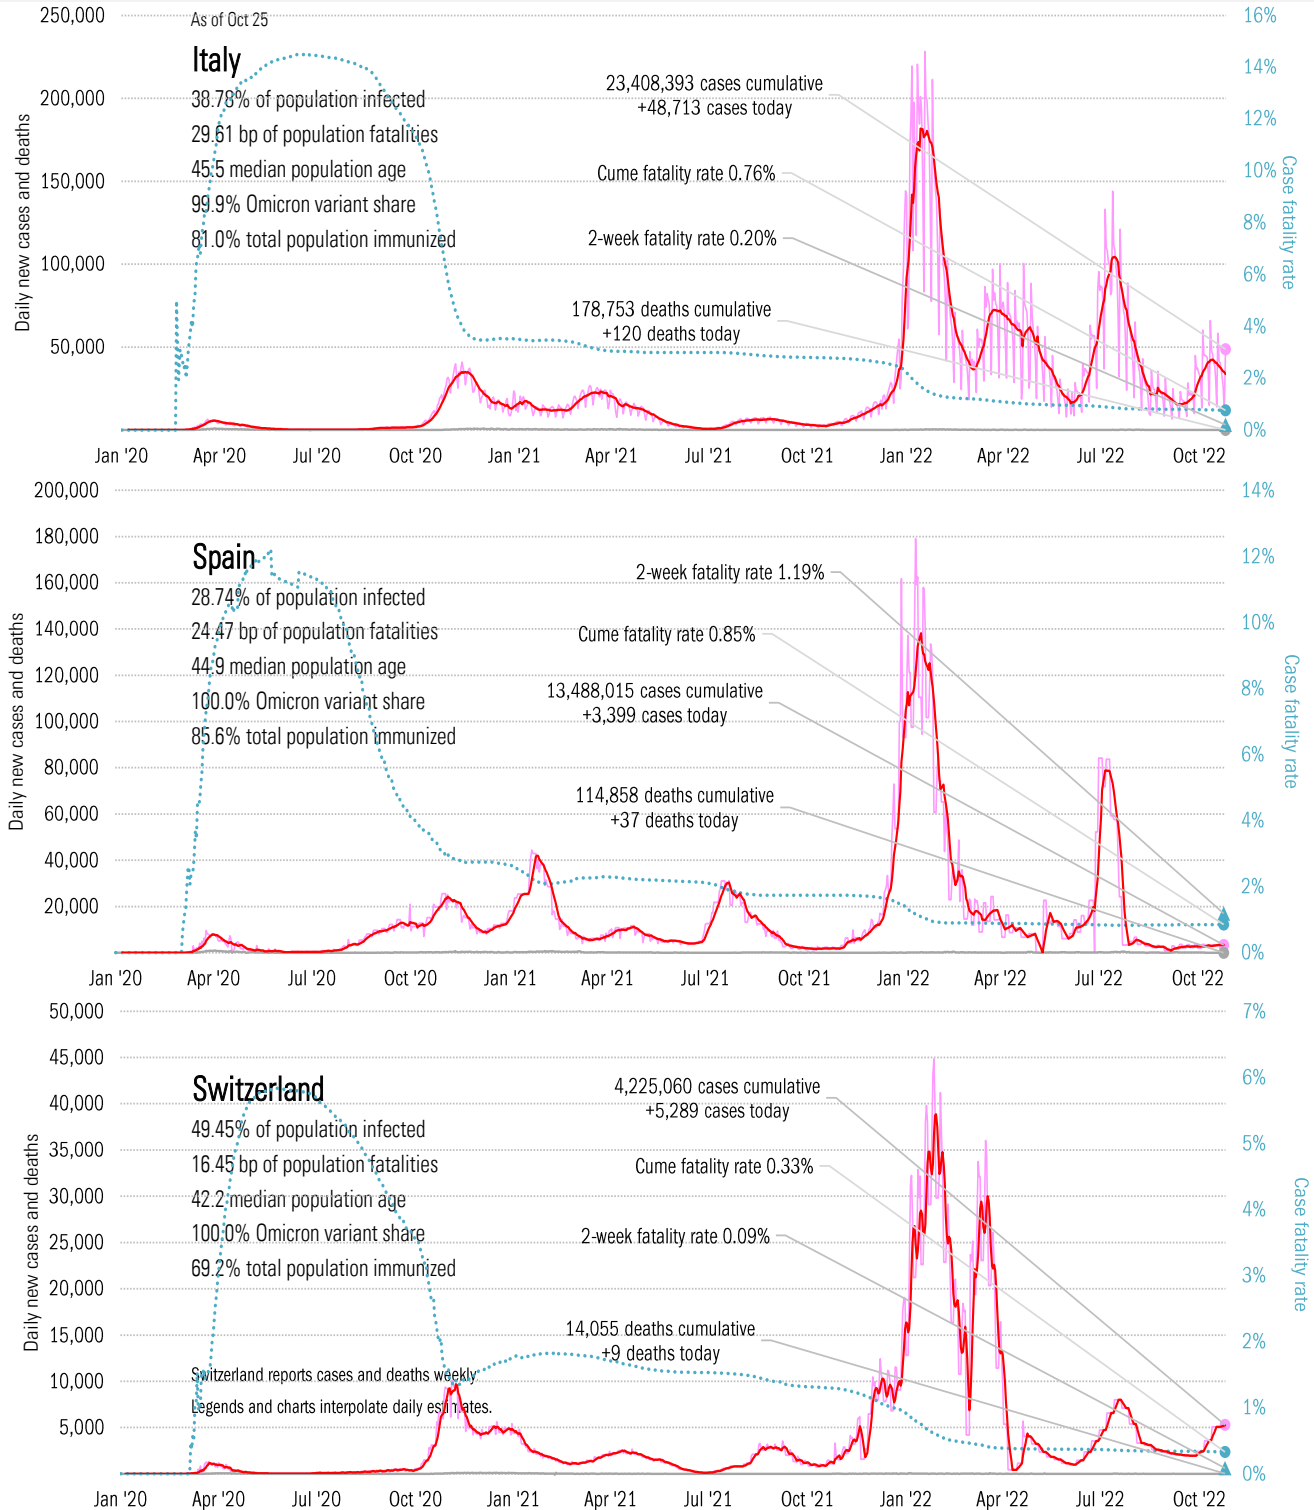 250,000
As of Oct 25
16%
Italy
14%
23,408,393 cases cumulative
+48,713 cases today
200,000
38.78% of population infected
12%
29.61 bp of population fatalities
150,000
45.5 median population age
Cume fatality rate 0.76%
10%
99.9% Omicron variant share
8%
81.0% total population immunized
2-week fatality rate 0.20%
100,000
6%
178,753 deaths cumulative
+120 deaths today
50,000
4%
2%
0%
Daily new cases and deaths
Case fatality rate
Jan '20 Apr '20 Jul '20 Oct '20 Jan '21 Apr '21 Jul '21 Oct '21 Jan '22 Apr '22 Jul '22 Oct '22
200,000
14%
180,000
Spain
12%
160,000
2-week fatality rate 1.19%
28.74% of population infected
140,000
24.47 bp of population fatalities
Cume fatality rate 0.85%
10%
120,000
44.9 median population age
13,488,015 cases cumulative
+3,399 cases today
8%
100.0% Omicron variant share
100,000
85.6% total population immunized
80,000
6%
114,858 deaths cumulative
+37 deaths today
60,000
4%
40,000
2%
20,000
0%
Daily new cases and deaths
Case fatality rate
Jan '20 Apr '20 Jul '20 Oct '20 Jan '21 Apr '21 Jul '21 Oct '21 Jan '22 Apr '22 Jul '22 Oct '22
50,000
7%
45,000
Switzerland
6%
4,225,060 cases cumulative
+5,289 cases today
40,000
49.45% of population infected
35,000
5%
16.45 bp of population fatalities
Cume fatality rate 0.33%
30,000
42.2 median population age
4%
100.0% Omicron variant share
2-week fatality rate 0.09%
25,000
69.2% total population immunized
3%
20,000
14,055 deaths cumulative
+9 deaths today
15,000
2%
Switzerland reports cases and deaths weekly.
10,000
Legends and charts interpolate daily estimates.
1%
5,000
0%
Daily new cases and deaths
Case fatality rate
Jan '20 Apr '20 Jul '20 Oct '20 Jan '21 Apr '21 Jul '21 Oct '21 Jan '22 Apr '22 Jul '22 Oct '22